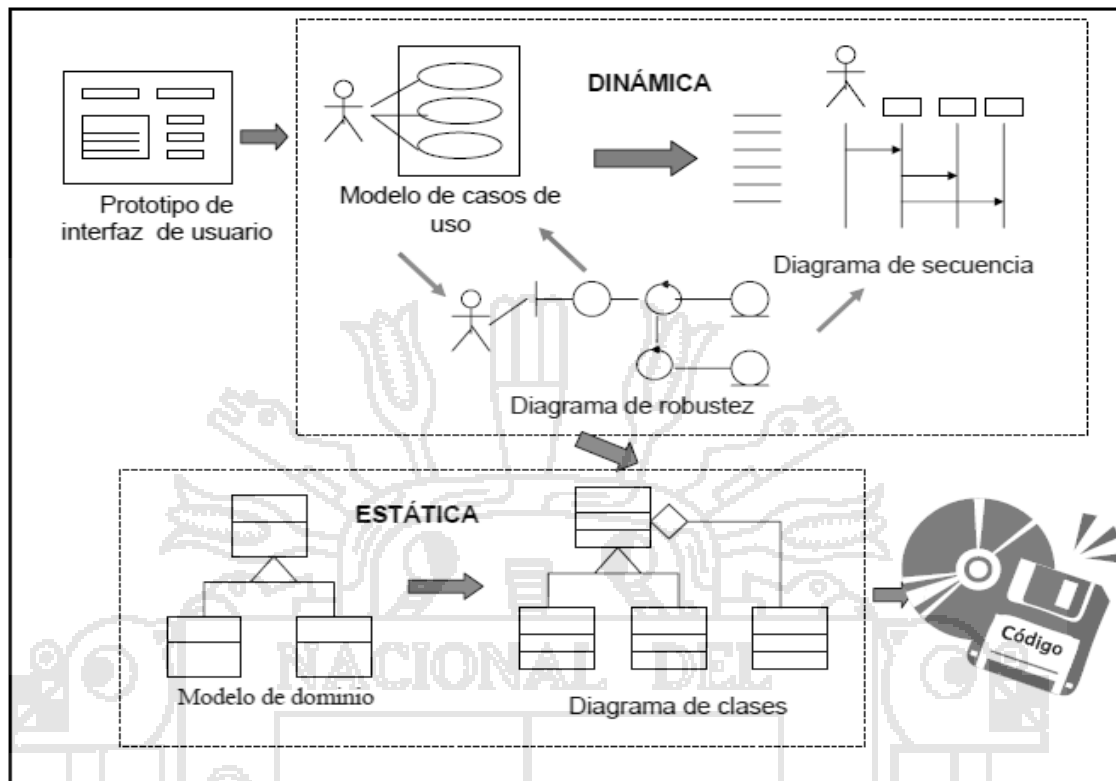 DINÁMICA
Prototipo de
interfaz de usuario
Modelo de casos de
uso
Diagrama de secuencia
Diagrama de robustez
ESTÁTICA
Modelo de dominio
Diagrama de clases
Código
NACIONAL DEL